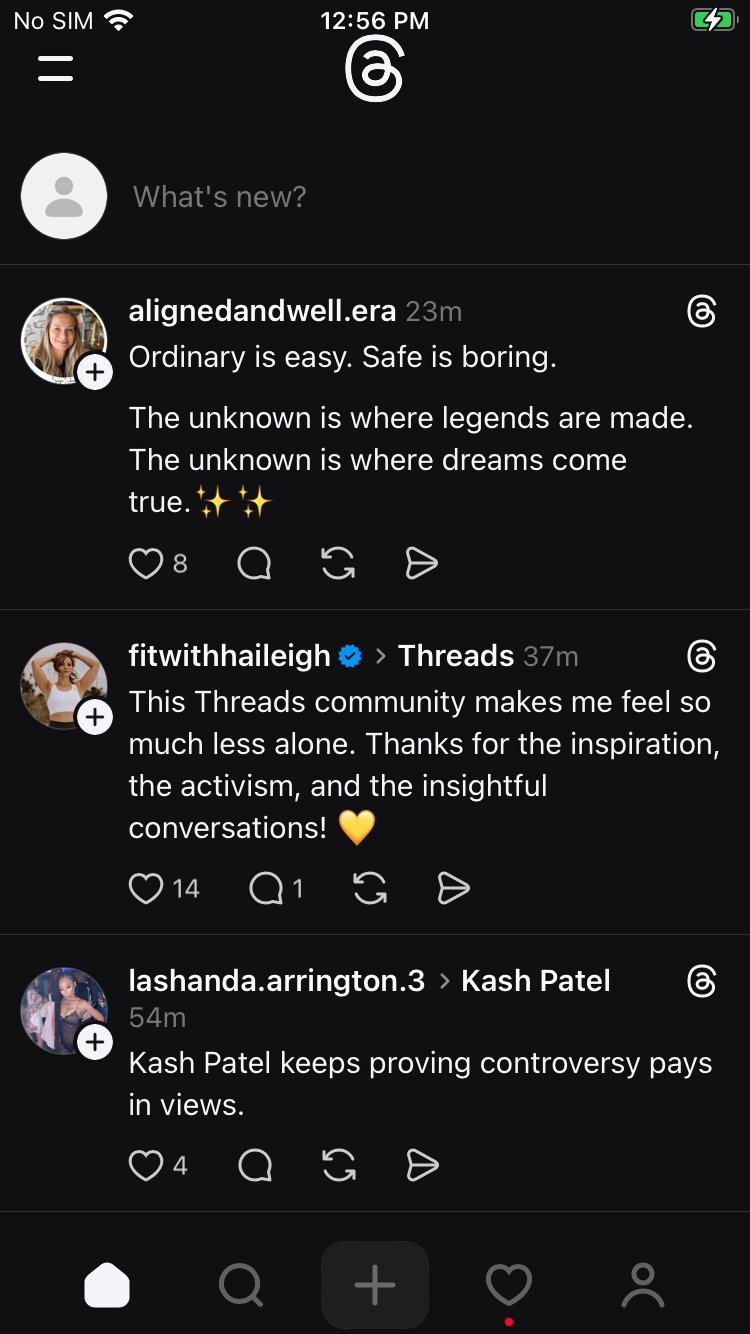 No SIM 12:56 PM
What's new?
alignedandwell.era 23m
Ordinary is easy. Safe is boring.
The unknown is where legends are made.
The unknown is where dreams come
true.✨✨
8
fitwithhaileigh > Threads 37m
This Threads community makes me feel so
much less alone. Thanks for the inspiration,
the activism, and the insightful
conversations! 💛
14 1
lashanda.arrington.3 > Kash Patel
54m
Kash Patel keeps proving controversy pays
in views.
4